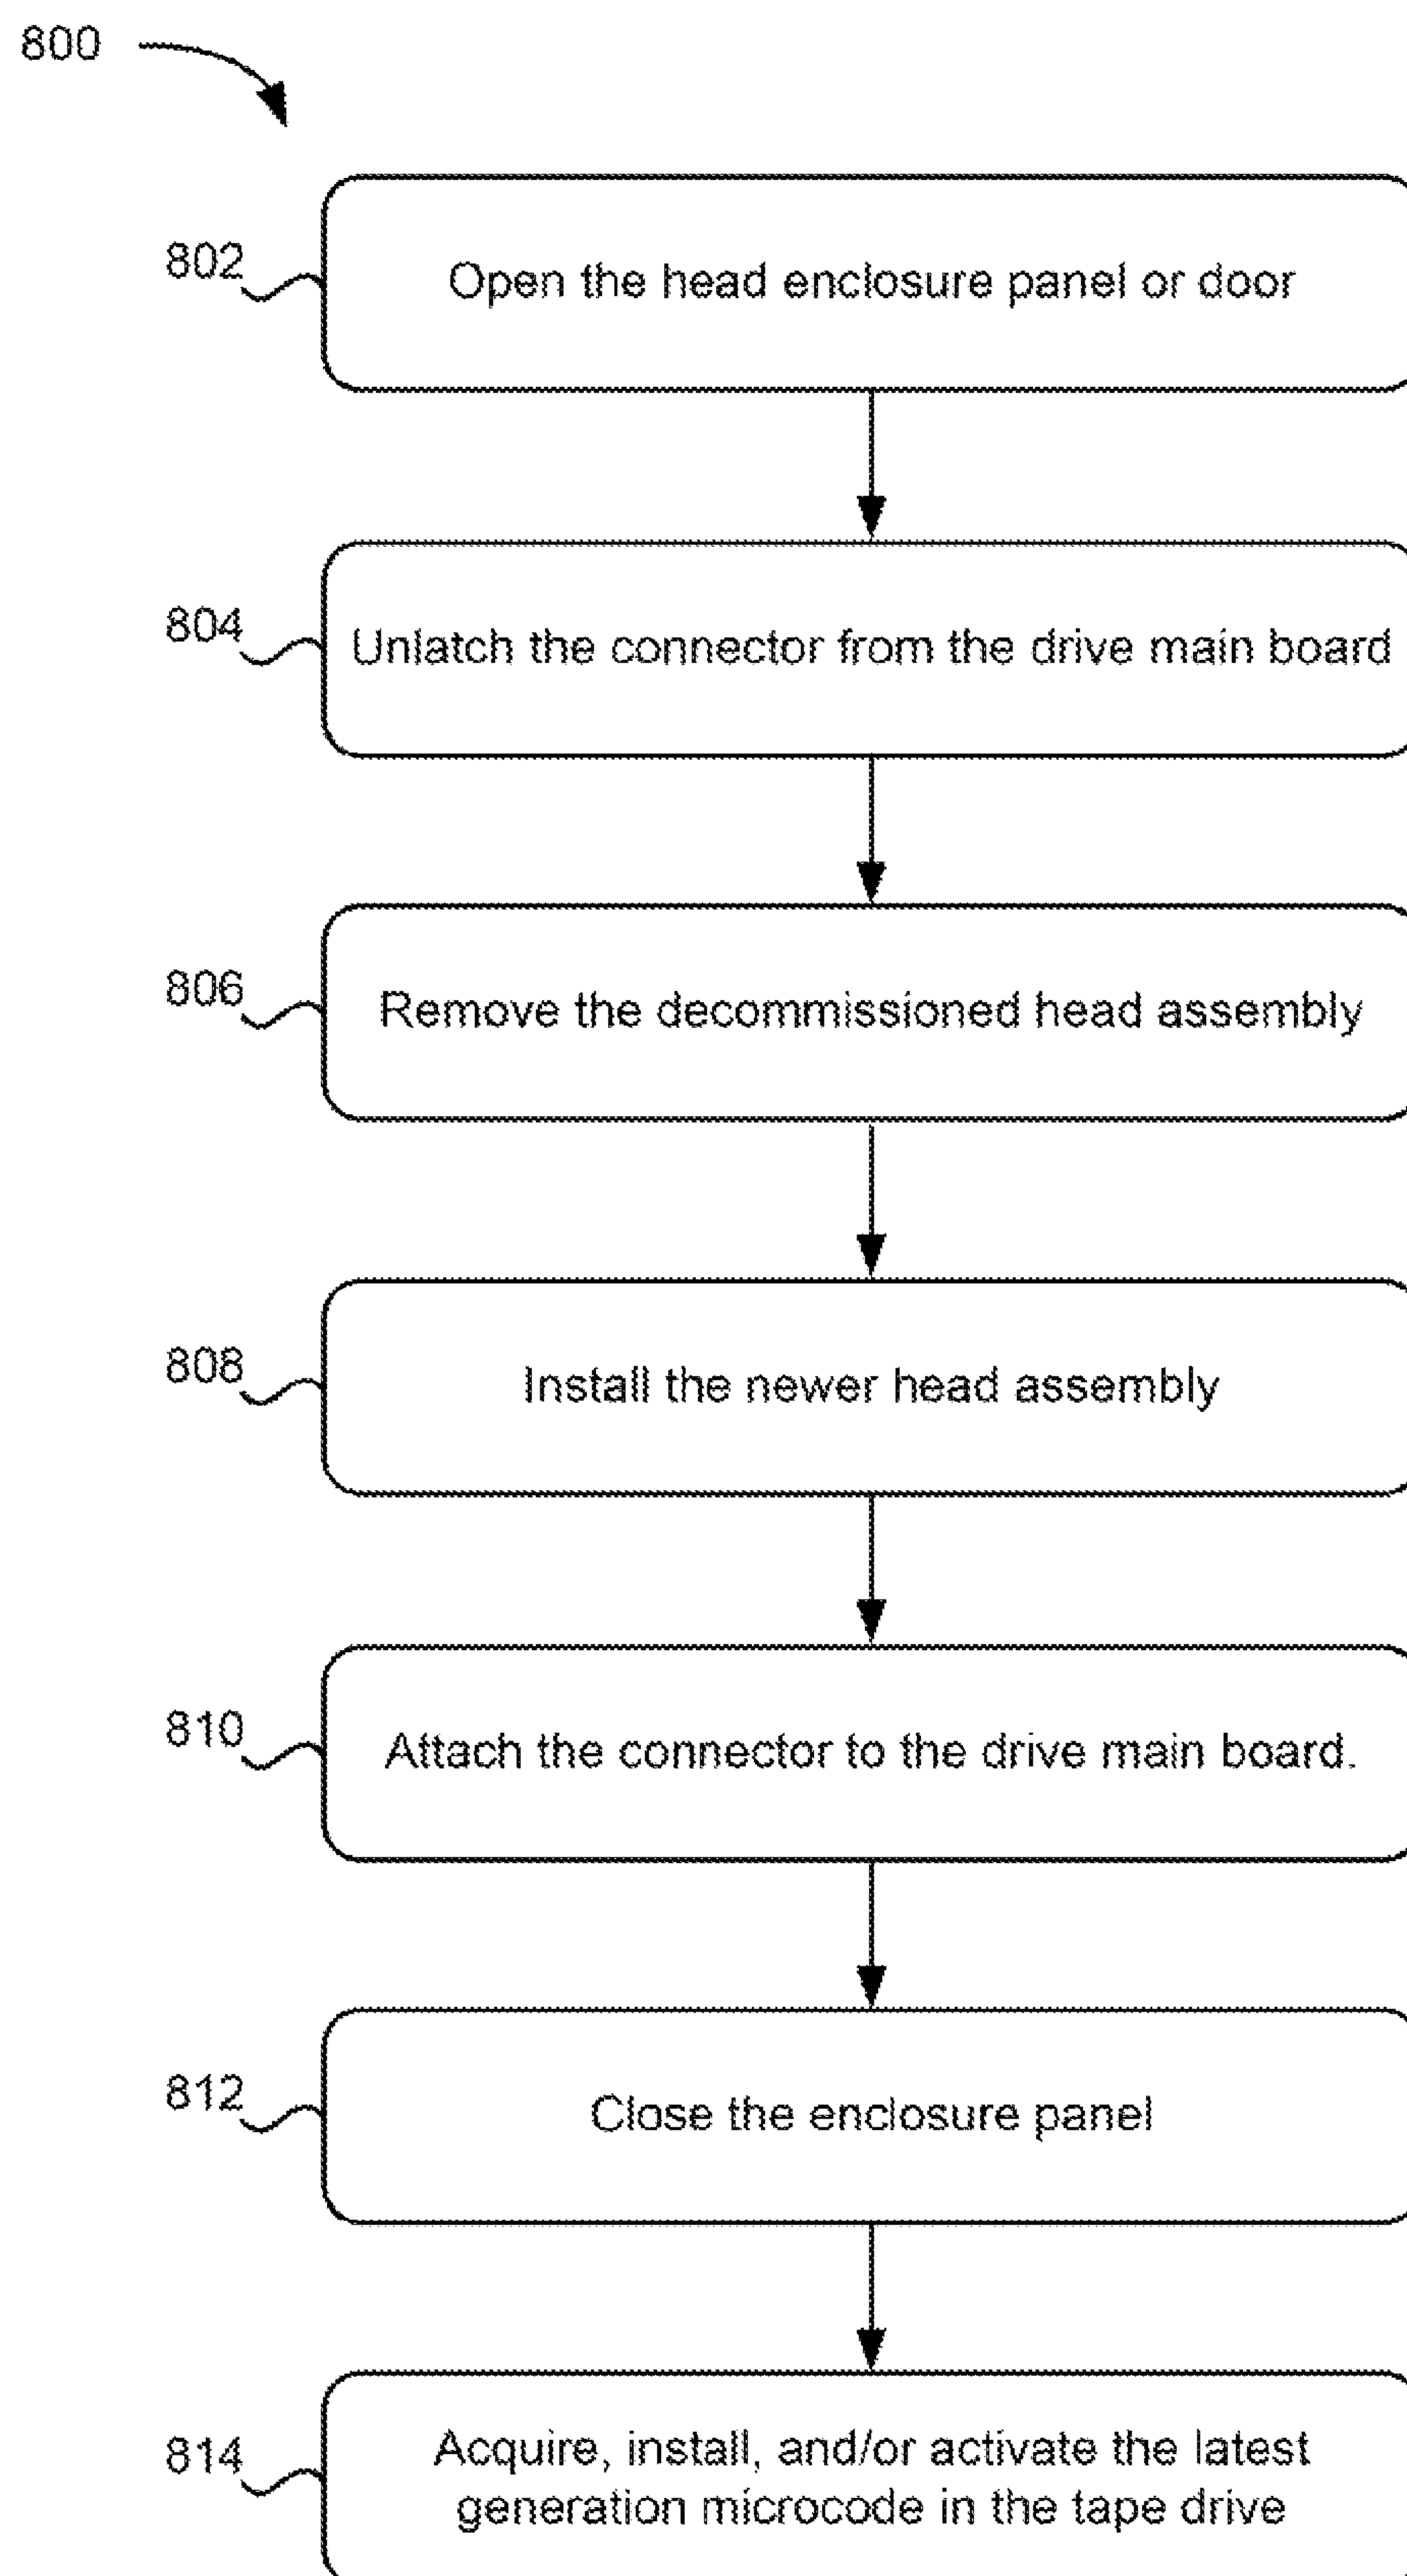 800
802
Open the head enclosure panel or door
804
Unlatch the connector from the drive main board
806
Remove the decommissioned head assembly
808
Install the newer head assembly
810
Attach the connector to the drive main board.
812
Close the enclosure panel
814
Acquire, install, and/or activate the latest
generation microcode in the tape drive